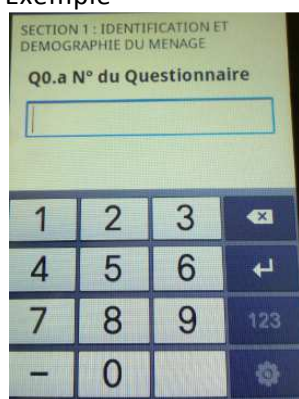 Exemple
SECTION 1 : IDENTIFICATION ET
DEMOGRAPHIE DU MENAGE
Q0.a N° du Questionnaire
1 2 3
4 5 6
7 8 9 123
- 0